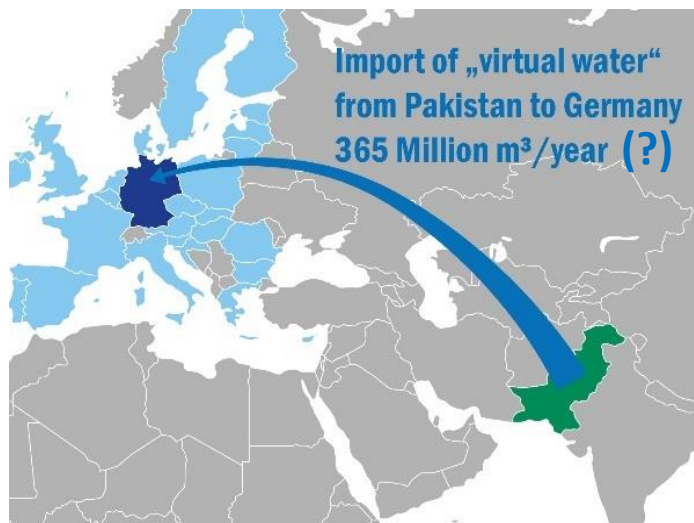 Import of „virtual water“
from Pakistan to Germany
365 Million m³/year (?)